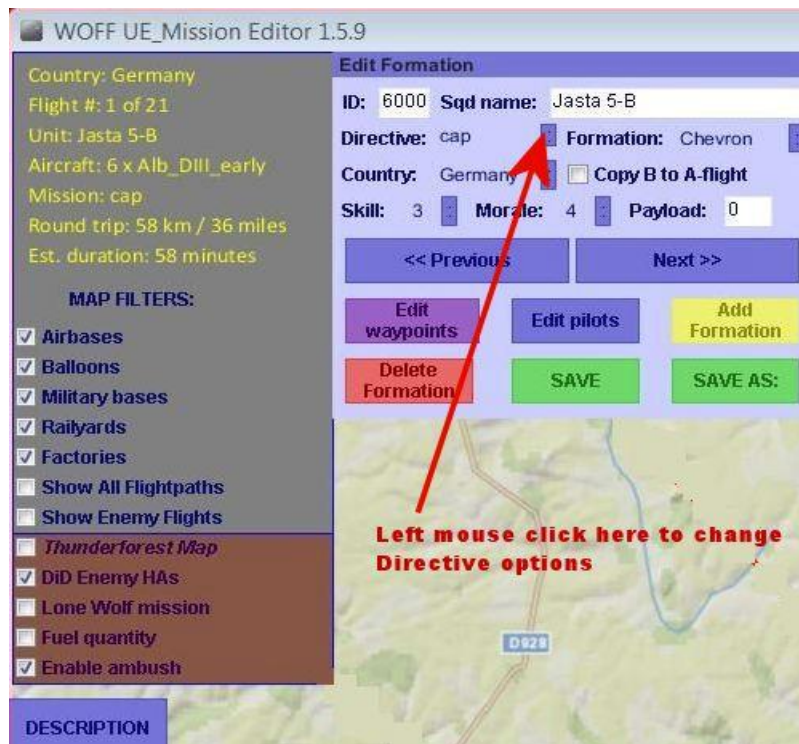 WOFF UE_Mission Editor 1.5.9
Country: Germany
Flight #: 1 of 21
Unit: Jasta 5-B
Aircraft: 6 x Alb_DIII_early
Mission: cap
Round trip: 58 km / 36 miles
Est. duration: 58 minutes
MAP FILTERS:
Airbases
Balloons
Military bases
Railyards
Factories
Show All Flightpaths
Show Enemy Flights
Thunderforest Map
DiD Enemy HAs
Lone Wolf mission
Fuel quantity
Enable ambush
DESCRIPTION
Edit Formation
ID: 6000 Sqd name: Jasta 5-B
Directive: cap Formation: Chevron
Country: Germany Copy B to A-flight
Skill: 3 Morale: 4 Payload: 0
<< Previous Next >>
Edit waypoints Edit pilots Add Formation
Delete Formation SAVE SAVE AS:
Left mouse click here to change
Directive options
D928